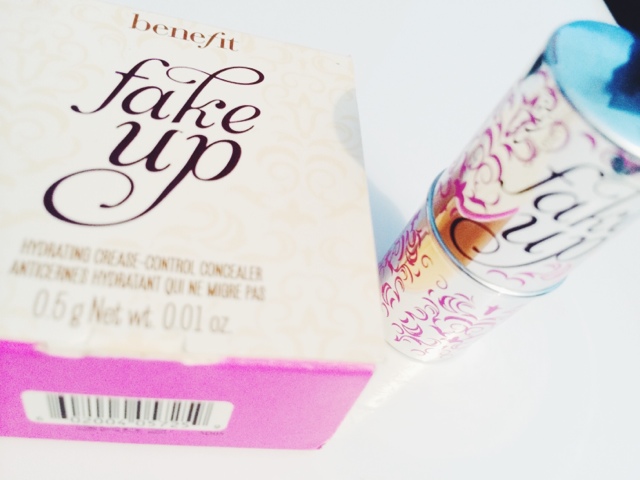 benefit
fake
up
HYDRATING CREASE-CONTROL CONCEALER
ANTICERNES HYDRATANT QUI NE MIGRE PAS
0.5 g Net wt. 0.01 oz.
fake
up